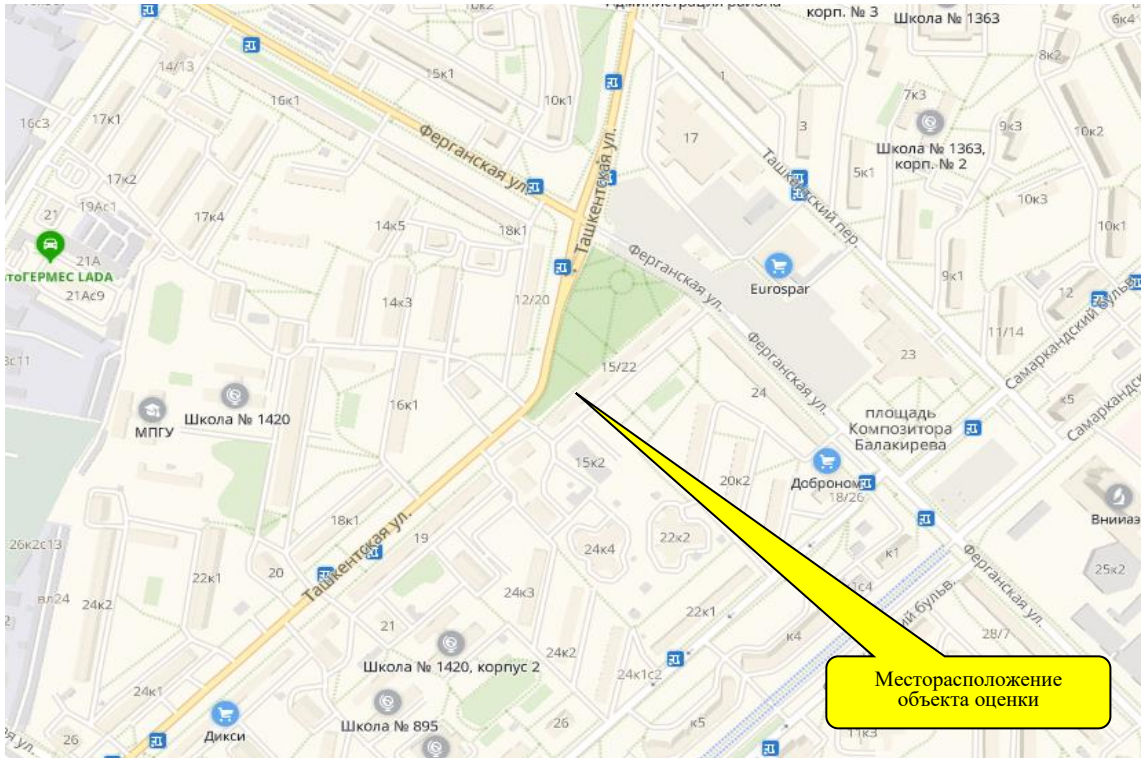 10к2
Администрация района
корп. № 3
Школа № 1363
6к4
8к2
14/13
15к1
1
16к1
10к1
7к3
16с3
17к1
Ферганская ул.
Ташкентская ул.
17
3
9к3
10к2
Школа № 1363,
корп. № 2
Ташкентский пер.
5к1
17к2
19Ас1
10к3
21
17к4
14к5
18к1
10к1
21А
тоГЕРМЕС LADA
21Ас9
Ферганская ул.
Eurospar
9к1
12
14к3
12/20
Самаркандский бульв.
11/14
3с11
15/22
Ферганская ул.
23
24
к5
Самаркандск
МПГУ
Школа № 1420
16к1
площадь
Композитора
Балакирева
15к2
20к2
Доброном
18/26
Внииаэ
18к1
Ташкентская ул.
19
26к2с13
24к4
22к2
к1
Ферганская ул.
25к2
22к1
20
вл24
24к2
24к3
1с4
ий бульв.
22к1
21
28/7
к4
Школа № 1420, корпус 2
24к2
24к1с2
Месторасположение
объекта оценки
24к1
Школа № 895
26
Дикси
26
к5
11к3
я ул.